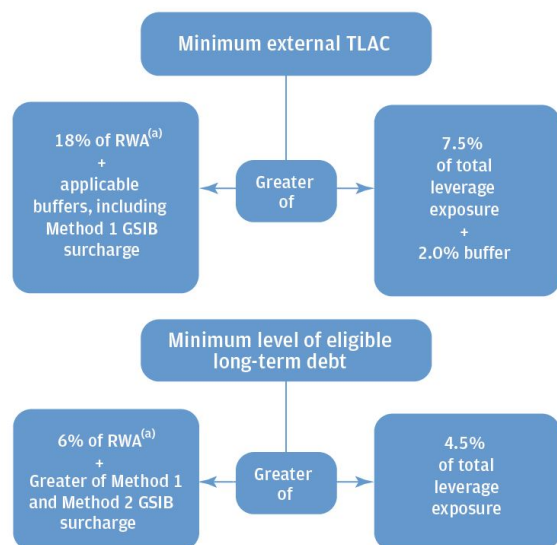 Minimum external TLAC
18% of RWA(a)
+
applicable
buffers, including
Method 1 GSIB
surcharge
Greater
of
7.5%
of total
leverage
exposure
+
2.0% buffer
Minimum level of eligible
long-term debt
6% of RWA(a)
+
Greater of Method 1
and Method 2 GSIB
surcharge
Greater
of
4.5%
of total
leverage
exposure